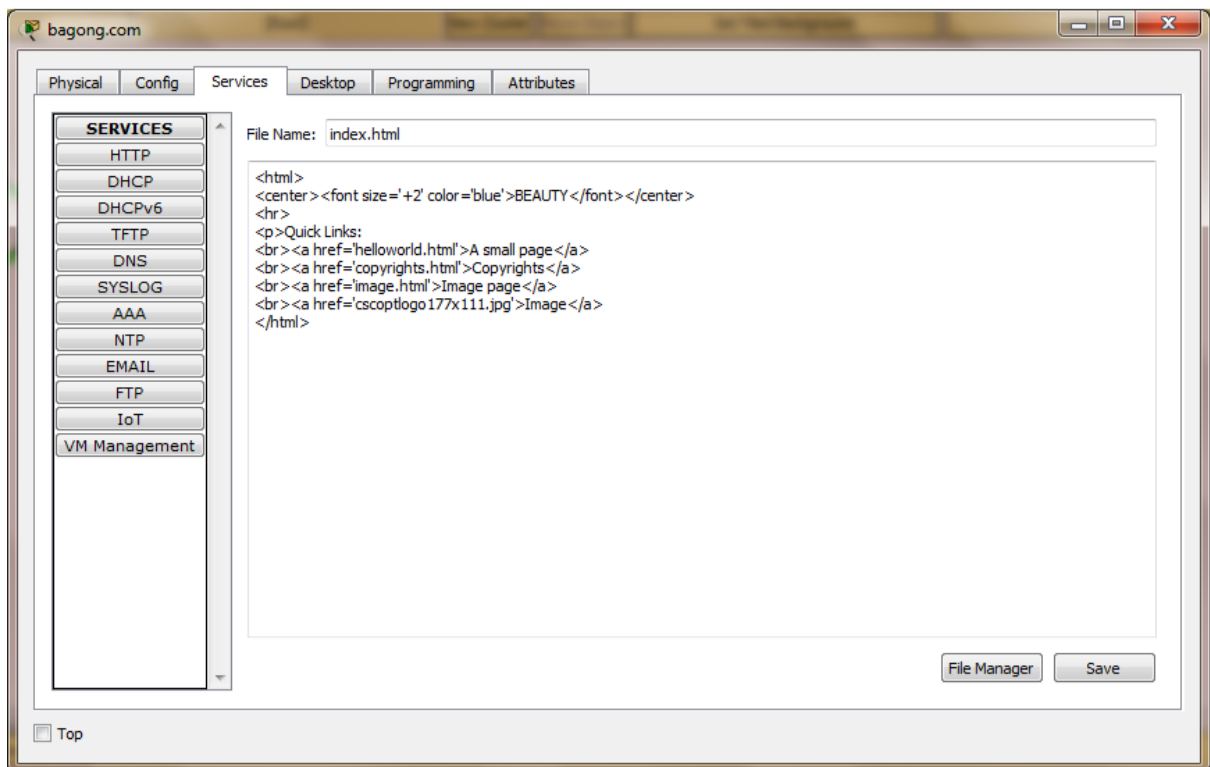 bagong.com
Physical Config Services Desktop Programming Attributes
SERVICES
HTTP
DHCP
DHCPv6
TFTP
DNS
SYSLOG
AAA
NTP
EMAIL
FTP
IoT
VM Management
File Name: index.html
<html>
<center><font size='+2' color='blue'>BEAUTY</font></center>
<hr>
<p>Quick Links:
<br><a href='helloworld.html'>A small page</a>
<br><a href='copyrights.html'>Copyrights</a>
<br><a href='image.html'>Image page</a>
<br><a href='cscoptlogo177x111.jpg'>Image</a>
</html>
File Manager Save
Top